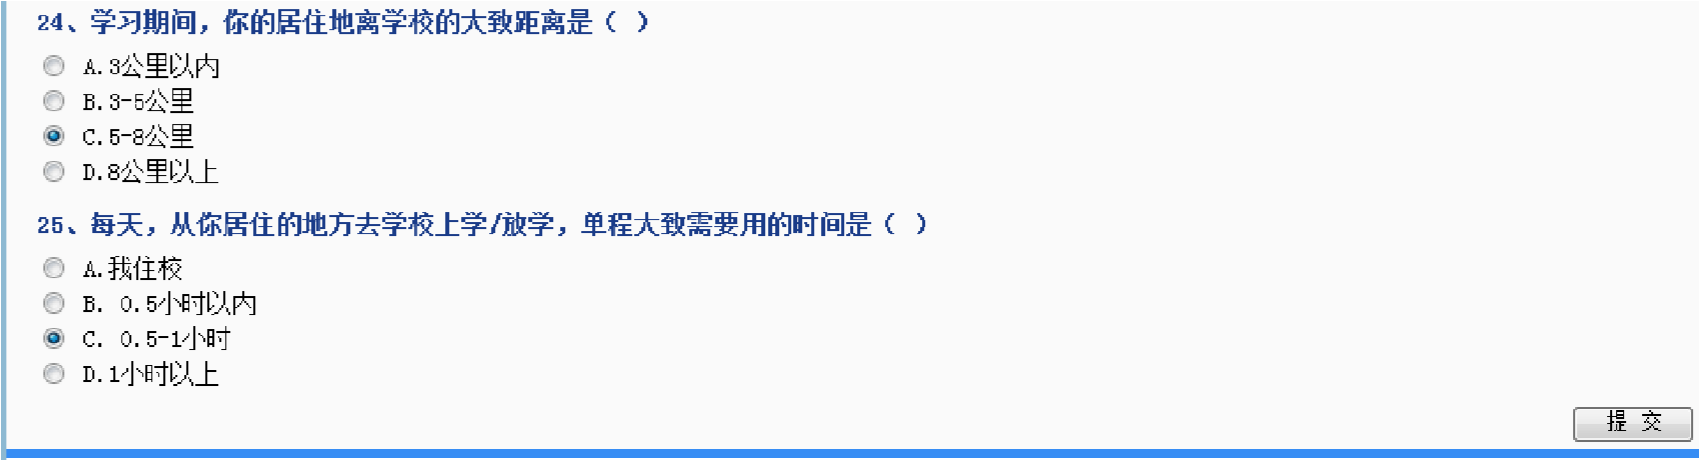 24、学习期间，你的居住地离学校的大致距离是（ ）
A.3公里以内
B.3-5公里
C.5-8公里
D.8公里以上
25、每天，从你居住的地方去学校上学/放学，单程大致需要用的时间是（ ）
A.我住校
B. 0.5小时以内
C. 0.5-1小时
D.1小时以上
提 交